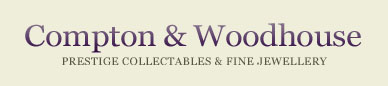 Compton & Woodhouse
PRESTIGE COLLECTABLES & FINE JEWELLERY